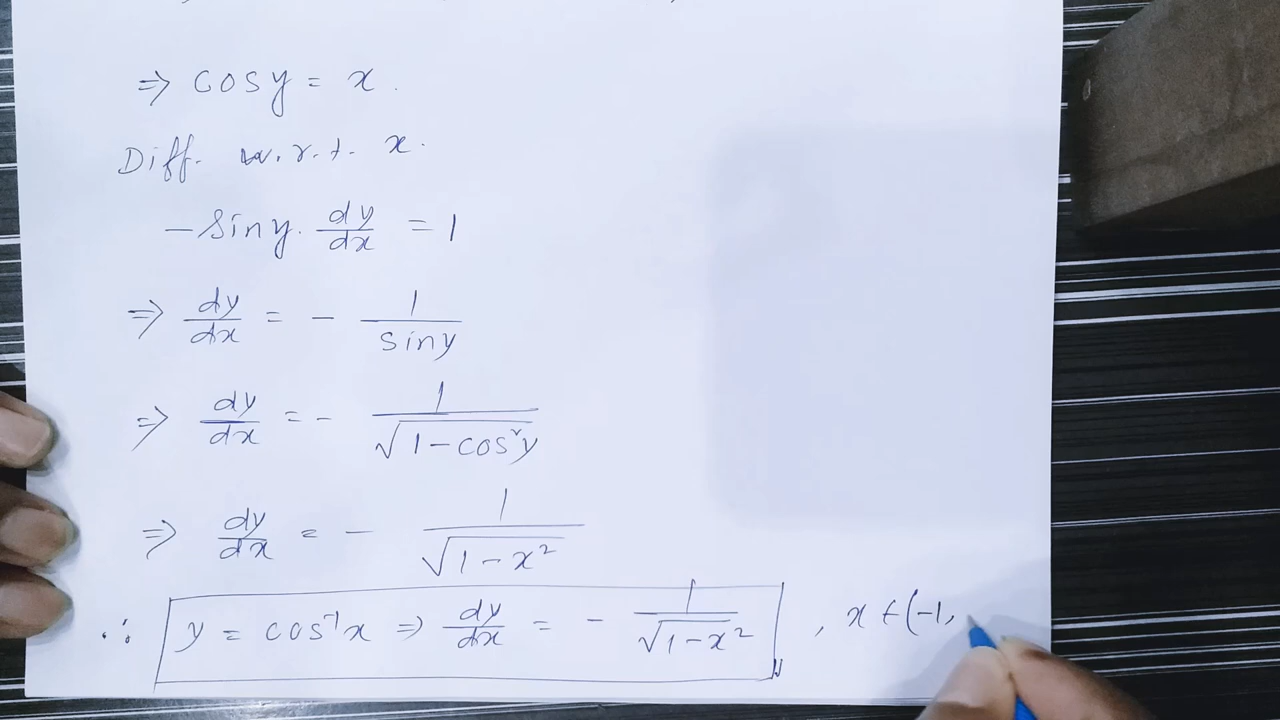 ⇒ cos y = x.
Diff. w.r.t. x.
- sin y. dy/dx = 1
⇒ dy/dx = - 1/sin y
⇒ dy/dx = - 1/√(1-cos²y)
⇒ dy/dx = - 1/√(1-x²)
∴ y = cos⁻¹x ⇒ dy/dx = - 1/√(1-x²) , x ∈ (-1,